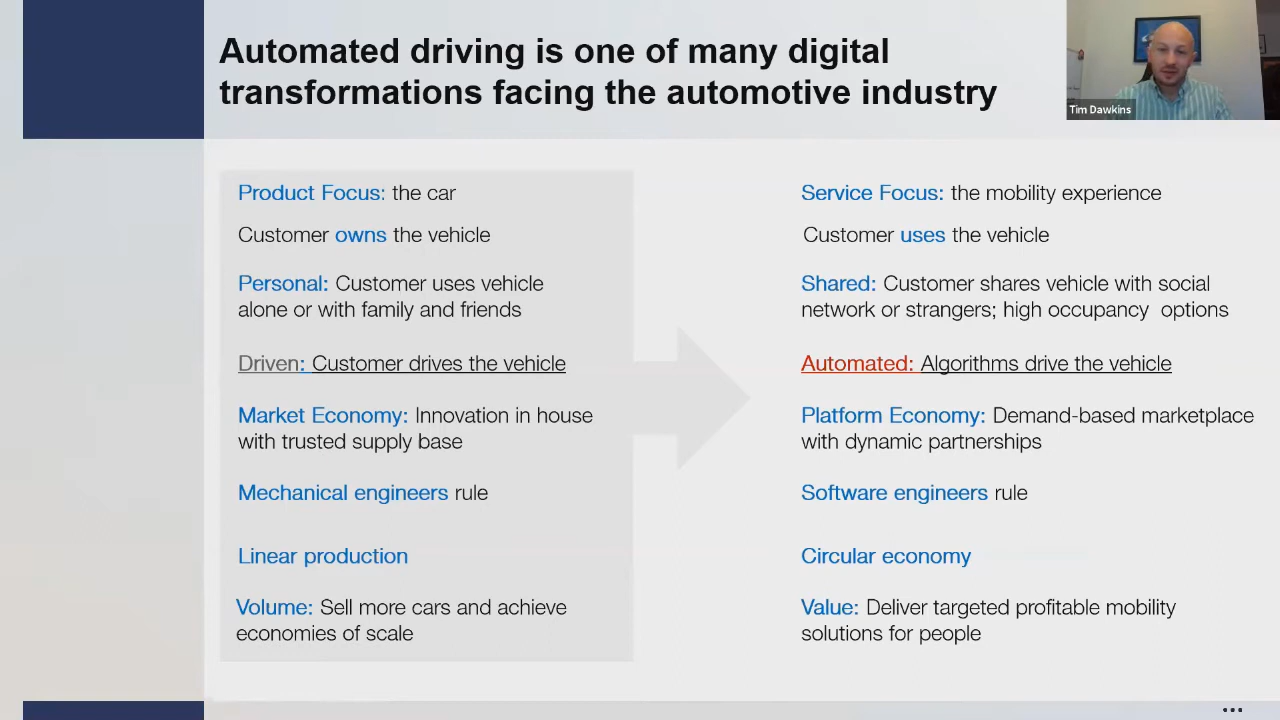 Automated driving is one of many digital
transformations facing the automotive industry
Tim Dawkins
Product Focus: the car
Customer owns the vehicle
Personal: Customer uses vehicle
alone or with family and friends
Driven: Customer drives the vehicle
Market Economy: Innovation in house
with trusted supply base
Mechanical engineers rule
Linear production
Volume: Sell more cars and achieve
economies of scale
Service Focus: the mobility experience
Customer uses the vehicle
Shared: Customer shares vehicle with social
network or strangers; high occupancy options
Automated: Algorithms drive the vehicle
Platform Economy: Demand-based marketplace
with dynamic partnerships
Software engineers rule
Circular economy
Value: Deliver targeted profitable mobility
solutions for people